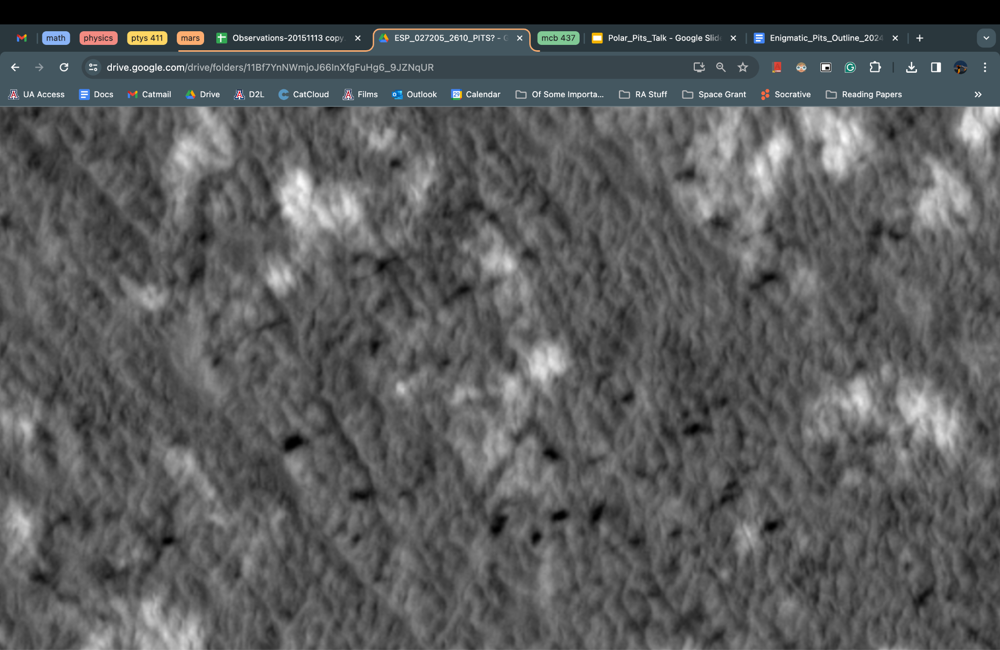 math physics ptys 411 mars Observations-20151113 copy ESP_027205_2610_PITS? - G mcb 437 Polar_Pits_Talk - Google Slide Enigmatic_Pits_Outline_2024
drive.google.com/drive/folders/11Bf7YnNWmjoJ66InXfgFuHg6_9JZNqUR
UA Access Docs Catmail Drive D2L CatCloud Films Outlook 29 Calendar Of Some Importa... RA Stuff Space Grant Socrative Reading Papers